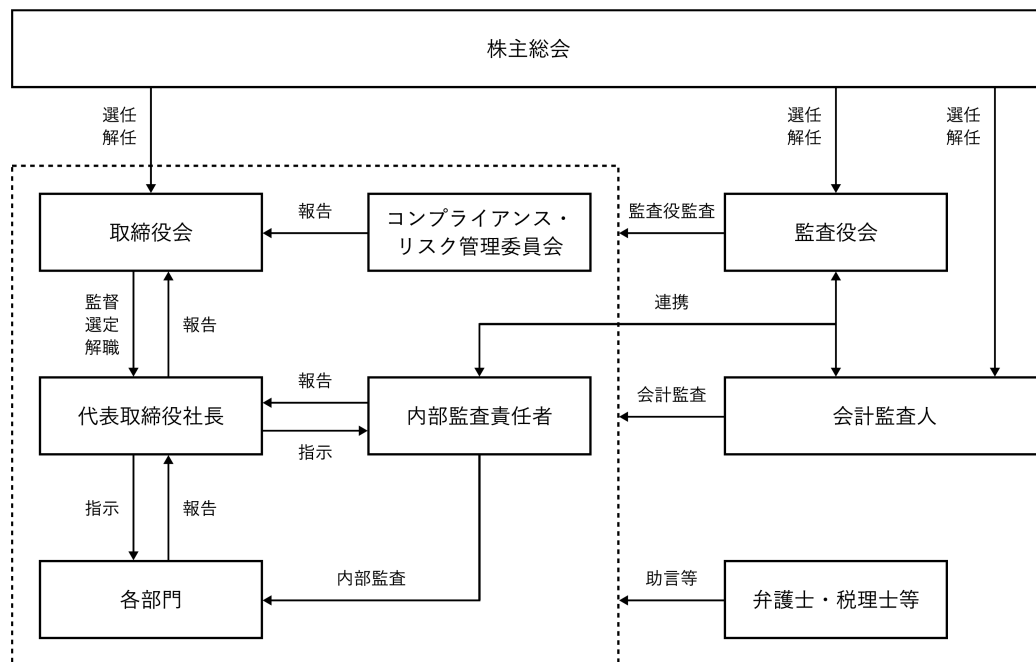 株主総会
選任
解任
選任
解任
選任
解任
取締役会
報告
コンプライアンス・
リスク管理委員会
監査役監査
監査役会
監督
選定
解職
報告
連携
代表取締役社長
報告
指示
内部監査責任者
会計監査
会計監査人
指示
報告
各部門
内部監査
助言等
弁護士・税理士等